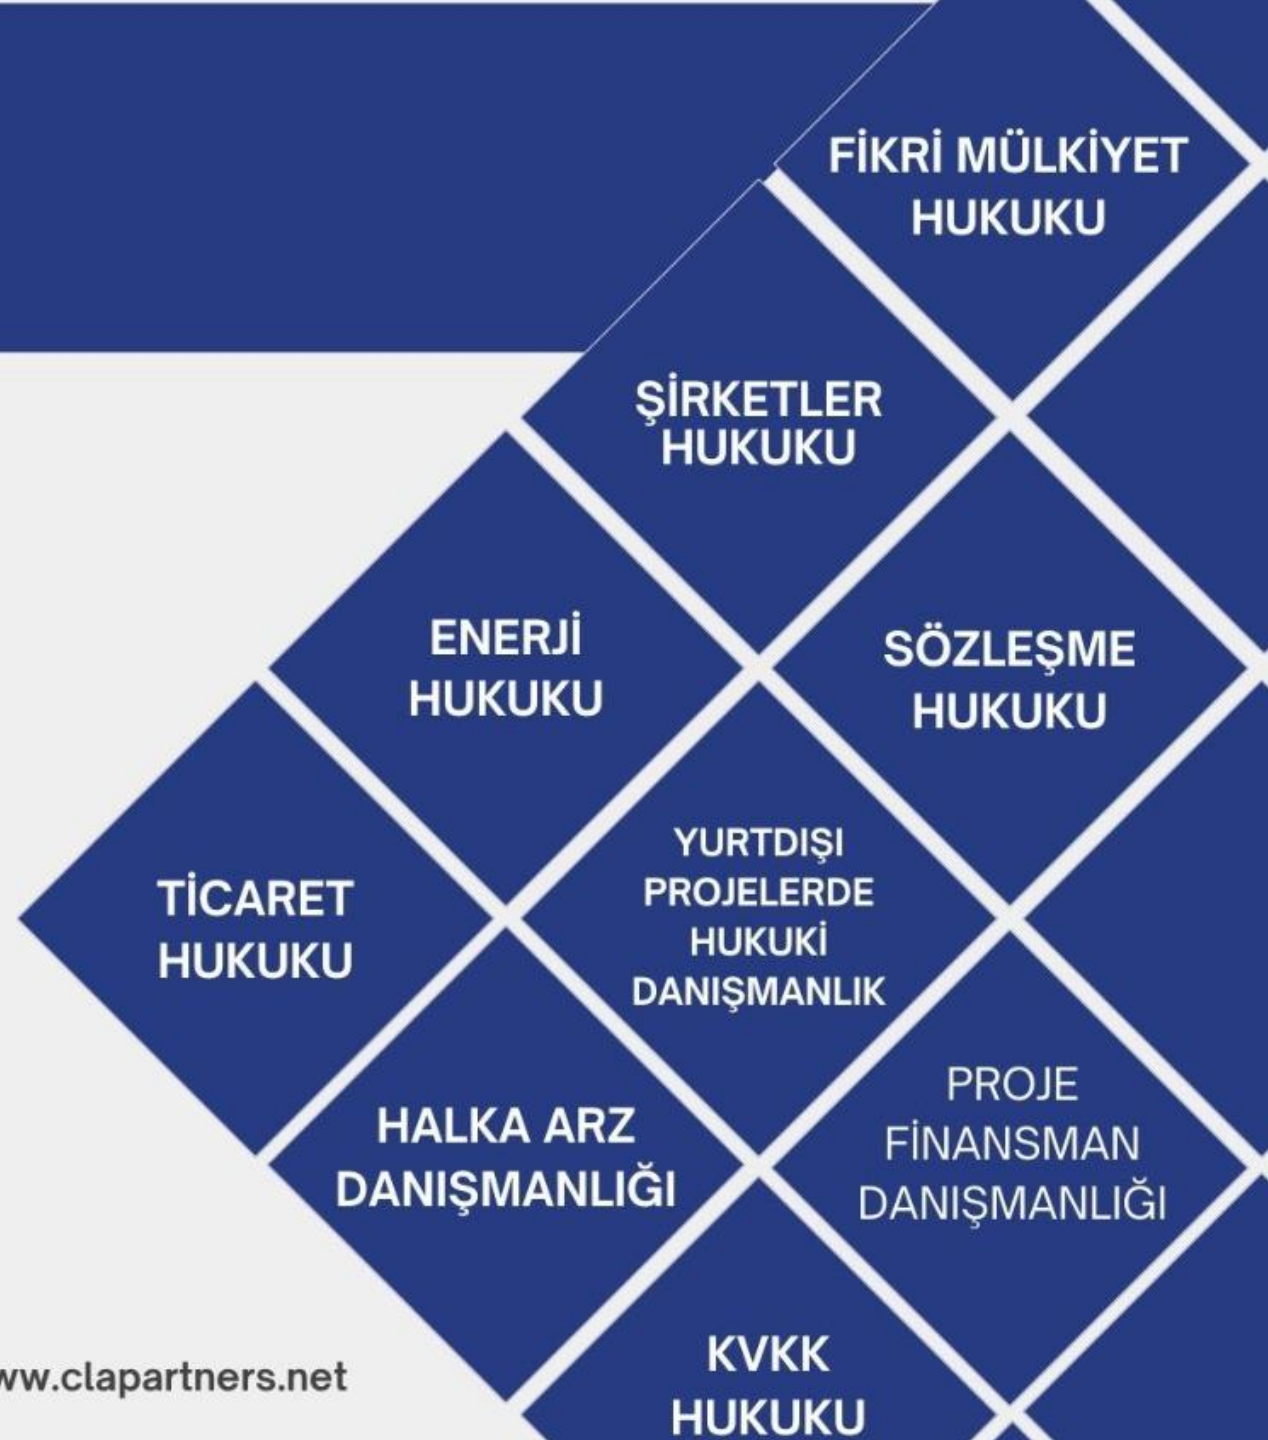 FİKRİ MÜLKİYET
HUKUKU
ŞİRKETLER
HUKUKU
ENERJİ
HUKUKU
SÖZLEŞME
HUKUKU
TİCARET
HUKUKU
YURTDIŞI
PROJELERDE
HUKUKİ
DANIŞMANLIK
HALKA ARZ
DANIŞMANLIĞI
PROJE
FİNANSMAN
DANIŞMANLIĞI
KVKK
HUKUKU
ww.clapartners.net